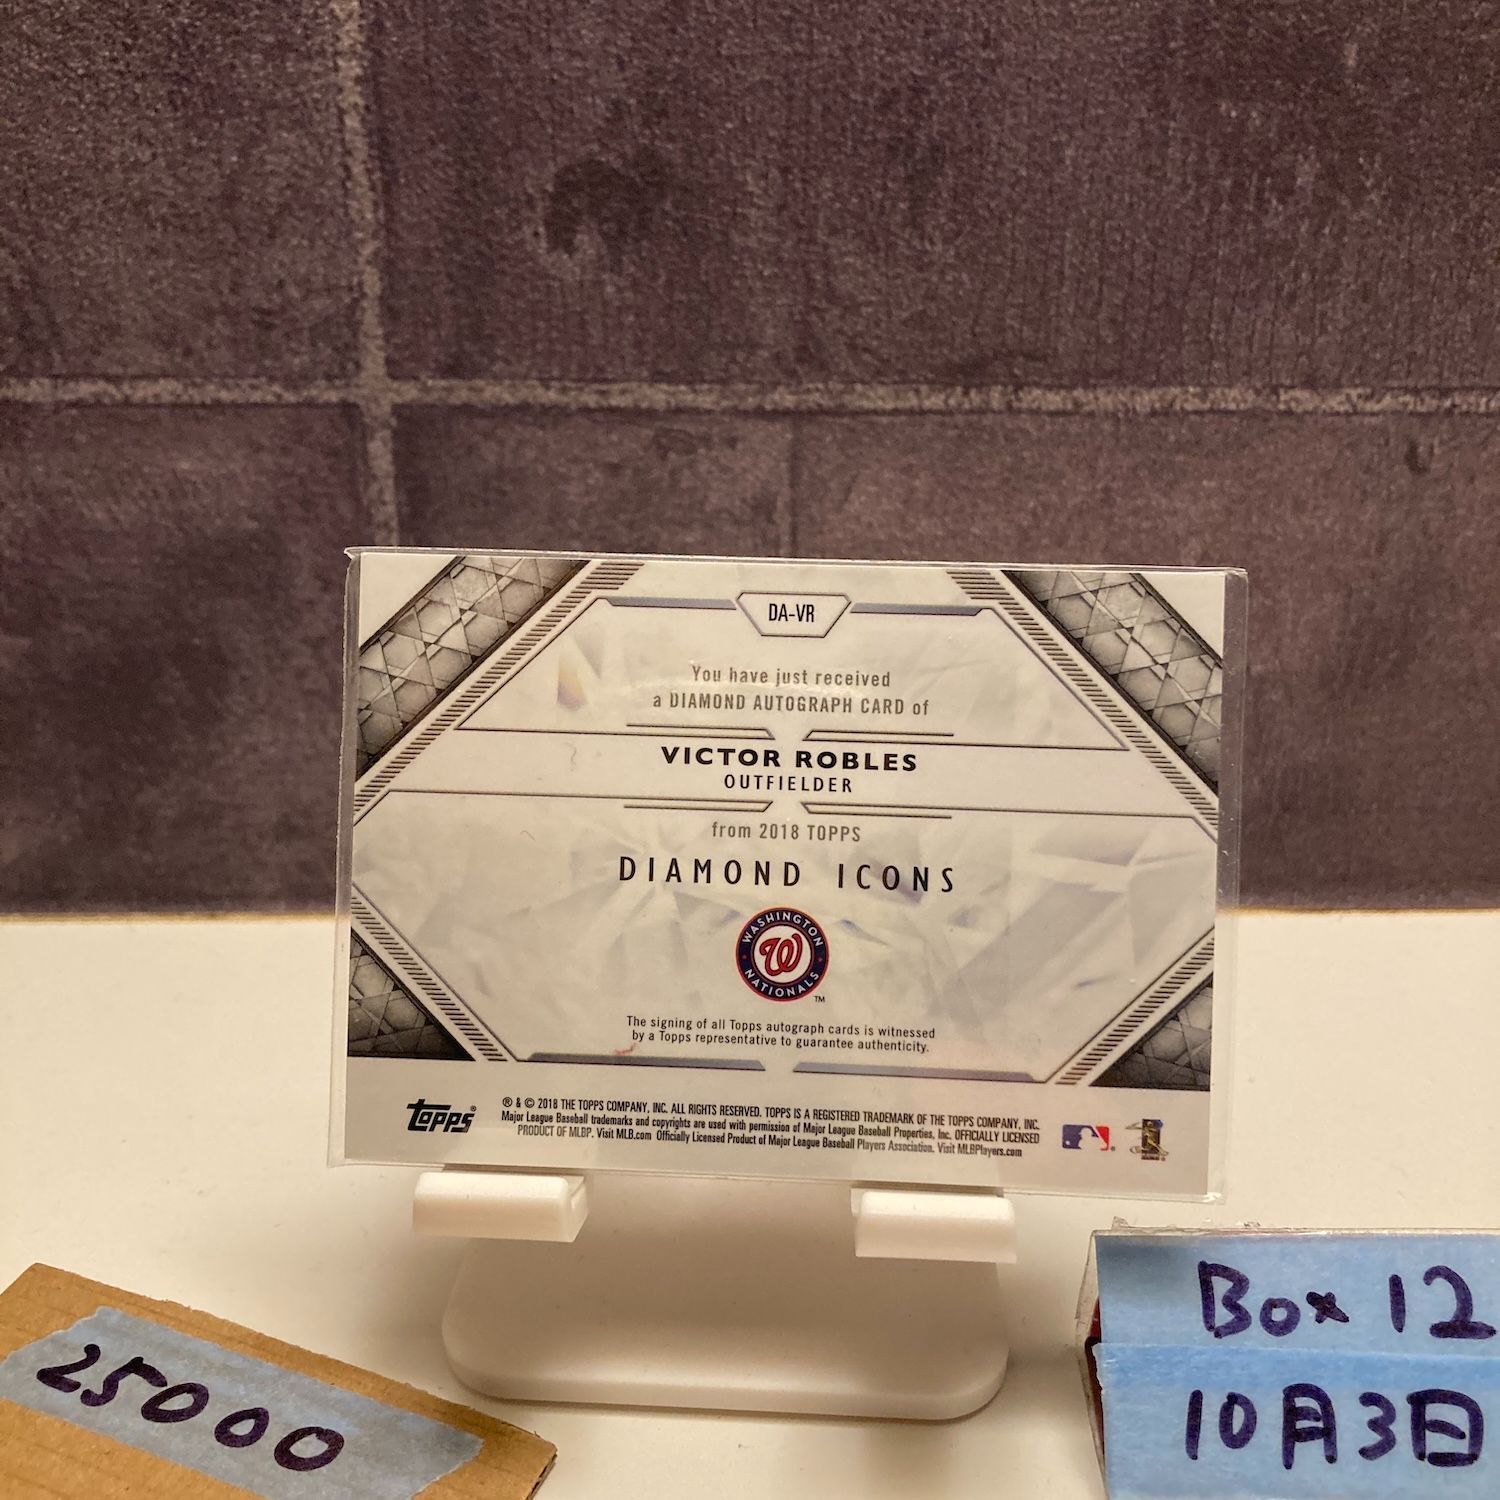 DA-VR
You have just received
a DIAMOND AUTOGRAPH CARD of
VICTOR ROBLES
OUTFIELDER
from 2018 TOPPS
DIAMOND ICONS
WASHINGTON
W
NATIONALS
TM
The signing of all Topps autograph cards is witnessed
by a Topps representative to guarantee authenticity.
topps®
® & © 2018 THE TOPPS COMPANY, INC. ALL RIGHTS RESERVED. TOPPS IS A REGISTERED TRADEMARK OF THE TOPPS COMPANY, INC.
Major League Baseball trademarks and copyrights are used with permission of Major League Baseball Properties, Inc. OFFICIALLY LICENSED
PRODUCT OF MLBP. Visit MLB.com Officially Licensed Product of Major League Baseball Players Association. Visit MLBPlayers.com
25000
Box 12
10月3日